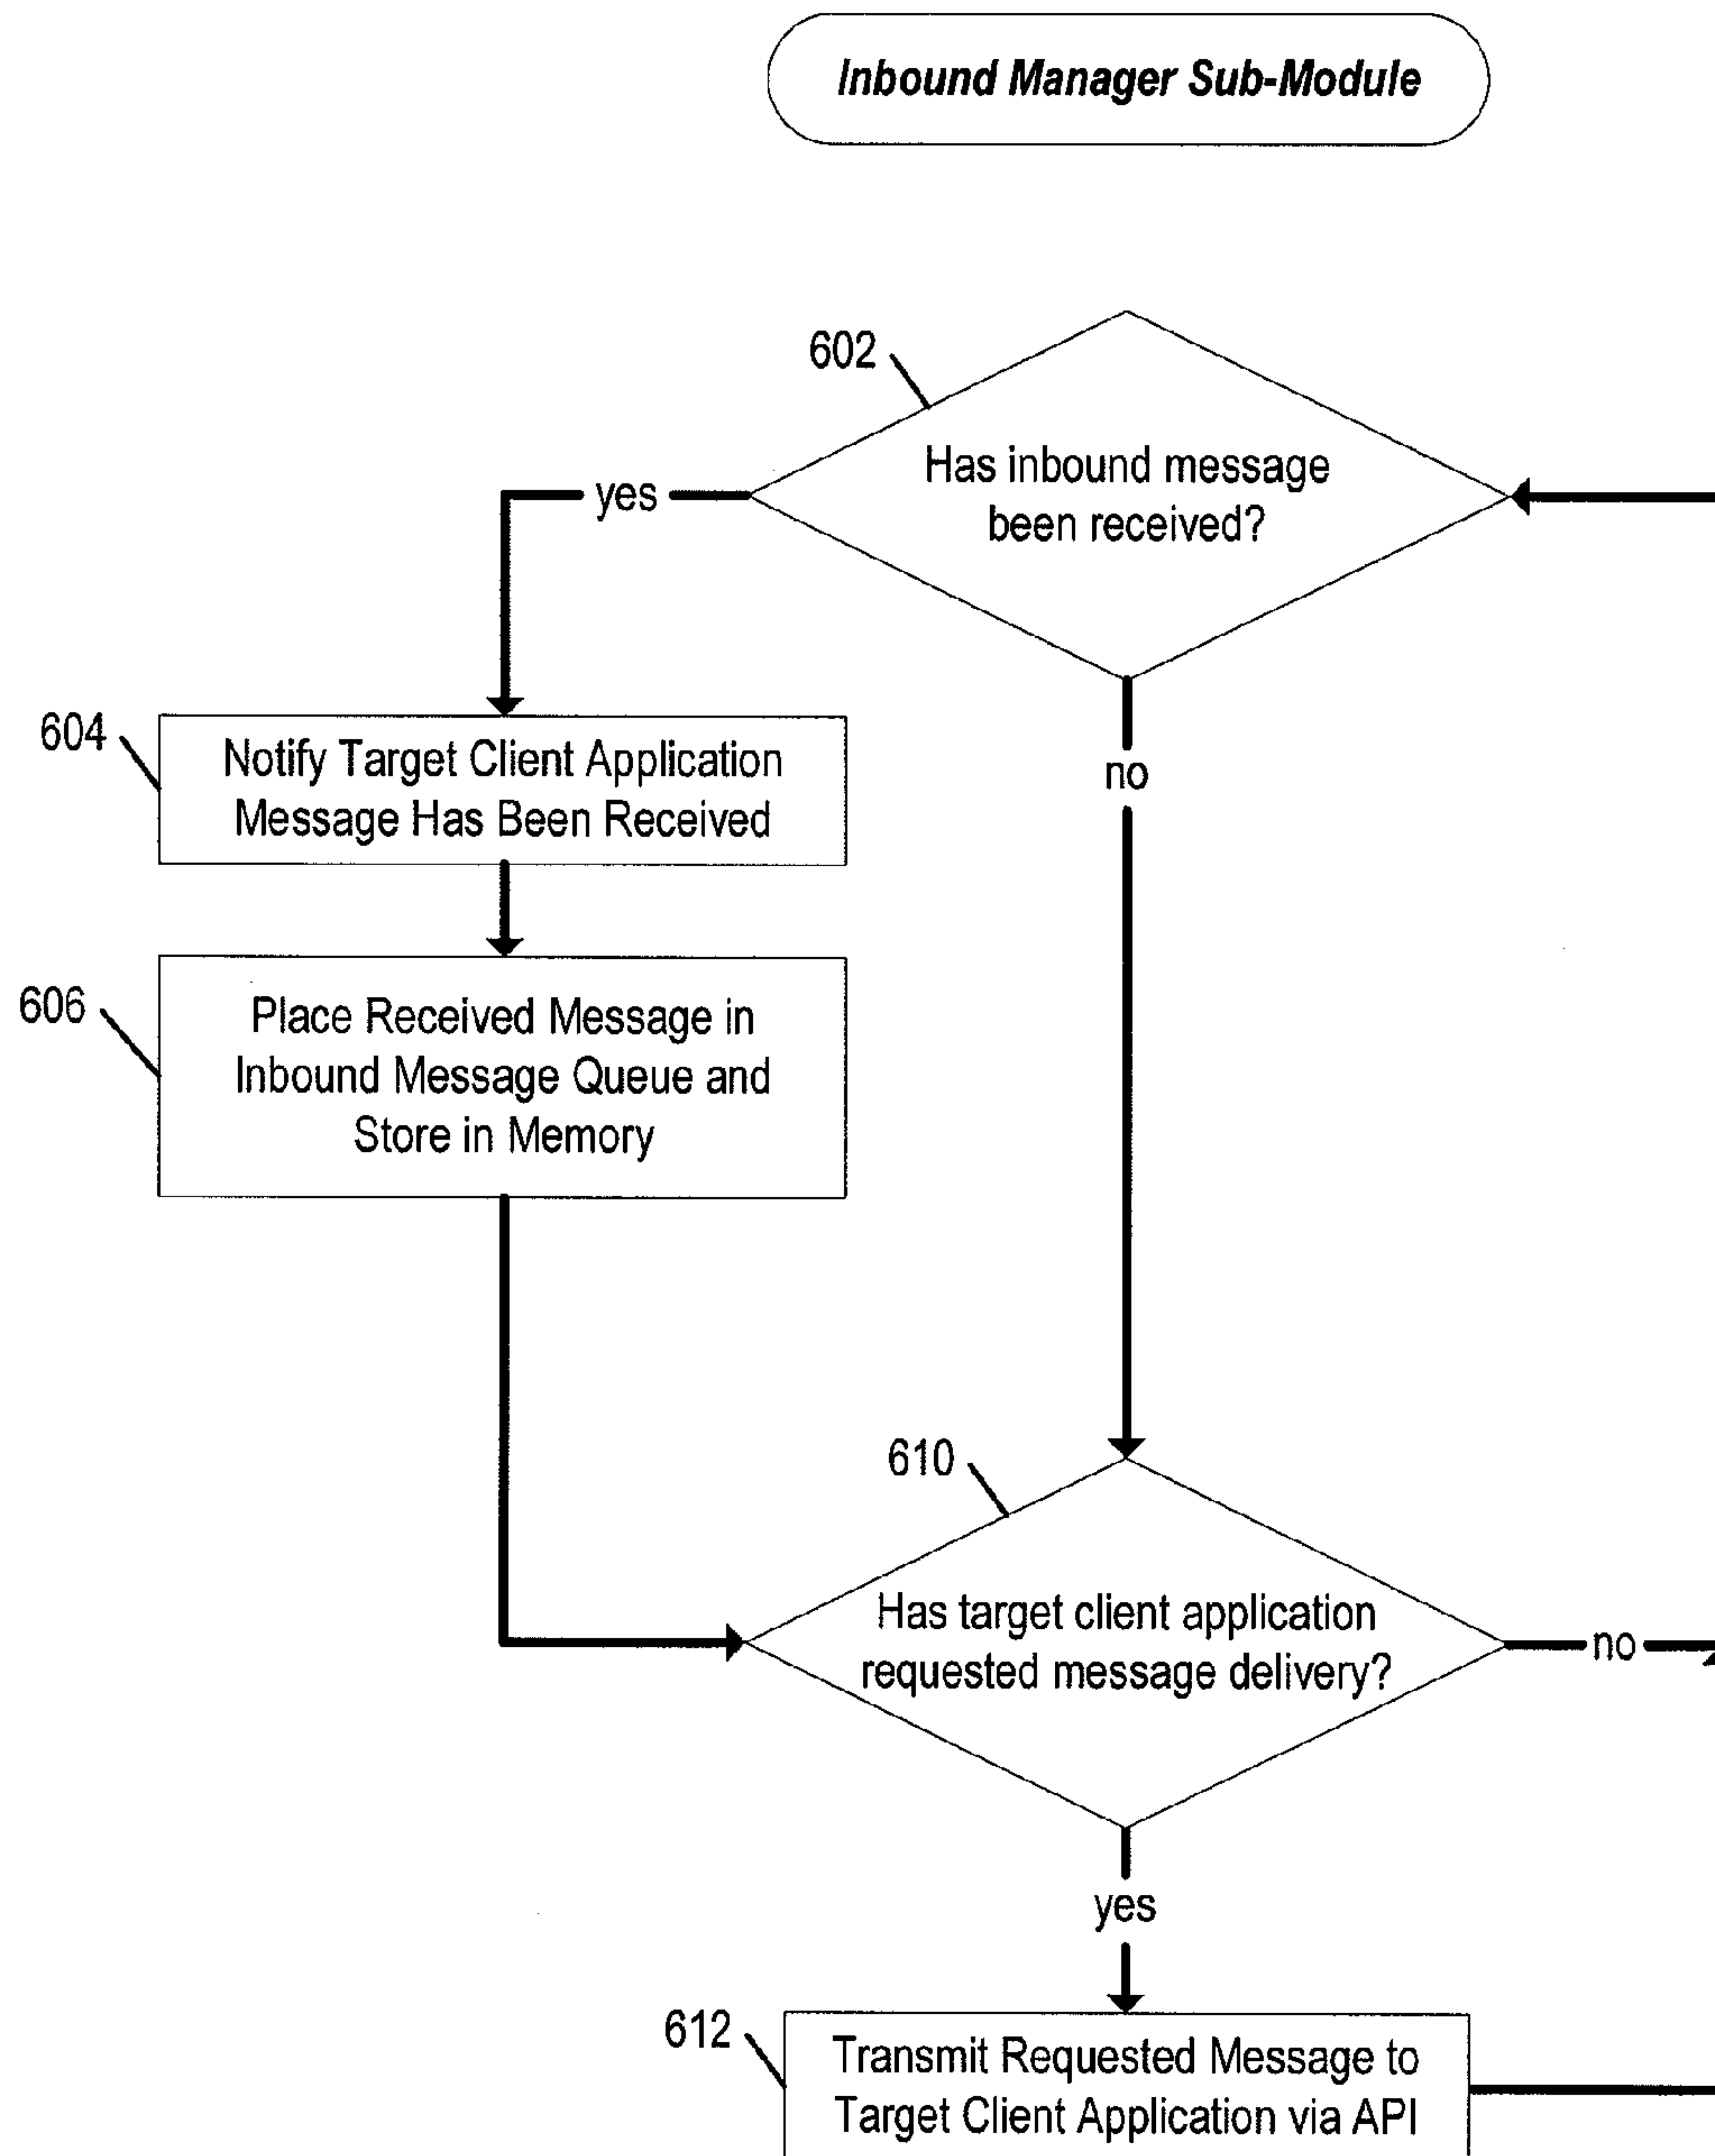 Inbound Manager Sub-Module
602
Has inbound message
been received?
yes
no
604
Notify Target Client Application
Message Has Been Received
606
Place Received Message in
Inbound Message Queue and
Store in Memory
610
Has target client application
requested message delivery?
no
yes
612
Transmit Requested Message to
Target Client Application via API